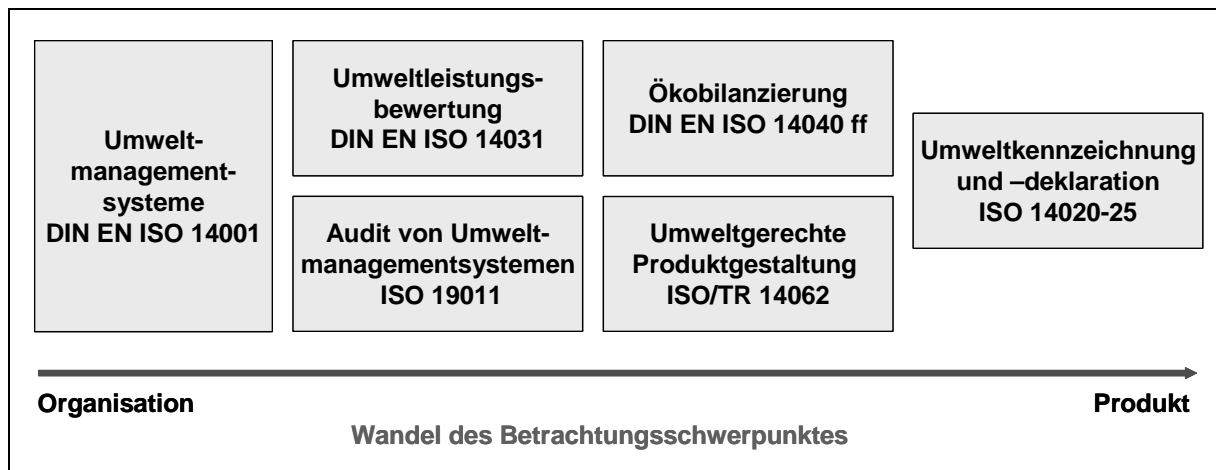 Umwelt-
management-
systeme
DIN EN ISO 14001
Umweltleistungs-
bewertung
DIN EN ISO 14031
Audit von Umwelt-
managementsystemen
ISO 19011
Ökobilanzierung
DIN EN ISO 14040 ff
Umweltgerechte
Produktgestaltung
ISO/TR 14062
Umweltkennzeichnung
und –deklaration
ISO 14020-25
Organisation
Produkt
Wandel des Betrachtungsschwerpunktes